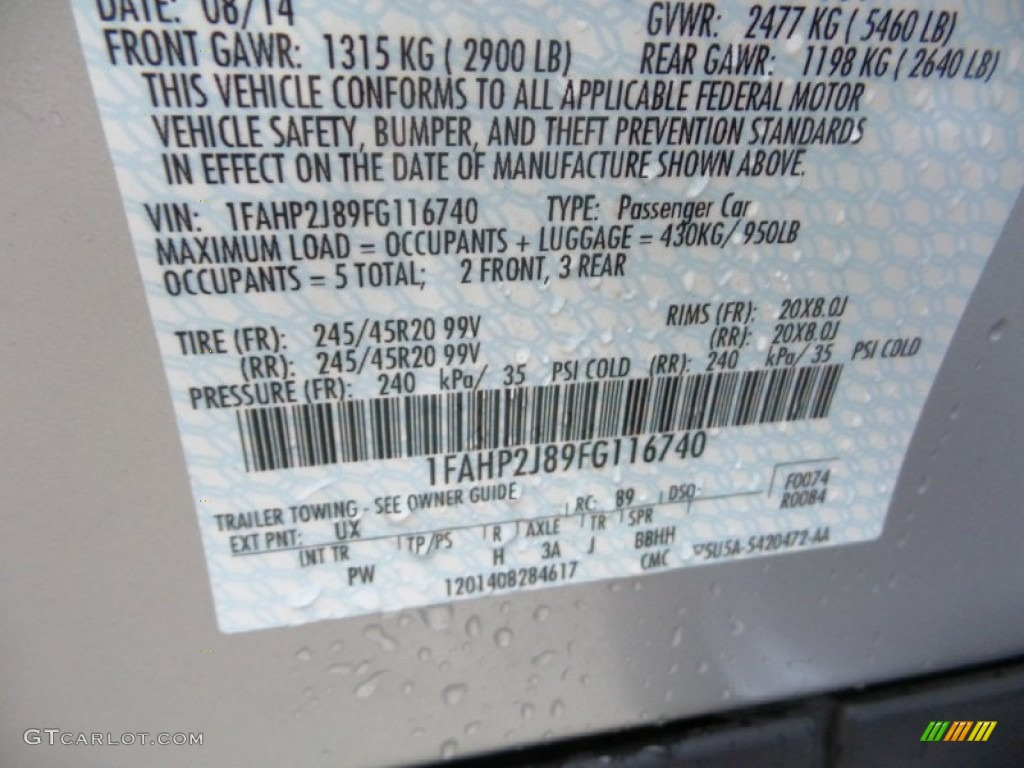 DATE: 08/14
GVWR: 2477 KG ( 5460 LB)
FRONT GAWR: 1315 KG ( 2900 LB)
REAR GAWR: 1198 KG ( 2640 LB)
THIS VEHICLE CONFORMS TO ALL APPLICABLE FEDERAL MOTOR
VEHICLE SAFETY, BUMPER, AND THEFT PREVENTION STANDARDS
IN EFFECT ON THE DATE OF MANUFACTURE SHOWN ABOVE.
VIN: 1FAHP2J89FG116740 TYPE: Passenger Car
MAXIMUM LOAD = OCCUPANTS + LUGGAGE = 430KG/ 950LB
OCCUPANTS = 5 TOTAL; 2 FRONT, 3 REAR
TIRE (FR): 245/45R20 99V RIMS (FR): 20X8.0J
(RR): 245/45R20 99V (RR): 20X8.0J
PRESSURE (FR): 240 kPa/ 35 PSI COLD (RR): 240 kPa/ 35 PSI COLD
1FAHP2J89FG116740
TRAILER TOWING - SEE OWNER GUIDE
EXT PNT: UX RC: 89 DSO: F0074
R0084
INT TR TP/PS R AXLE TR SPR
PW H 3A J BBHH
1201408284617 CMC
5U5A-5420472-AA
GTCARLOT.COM